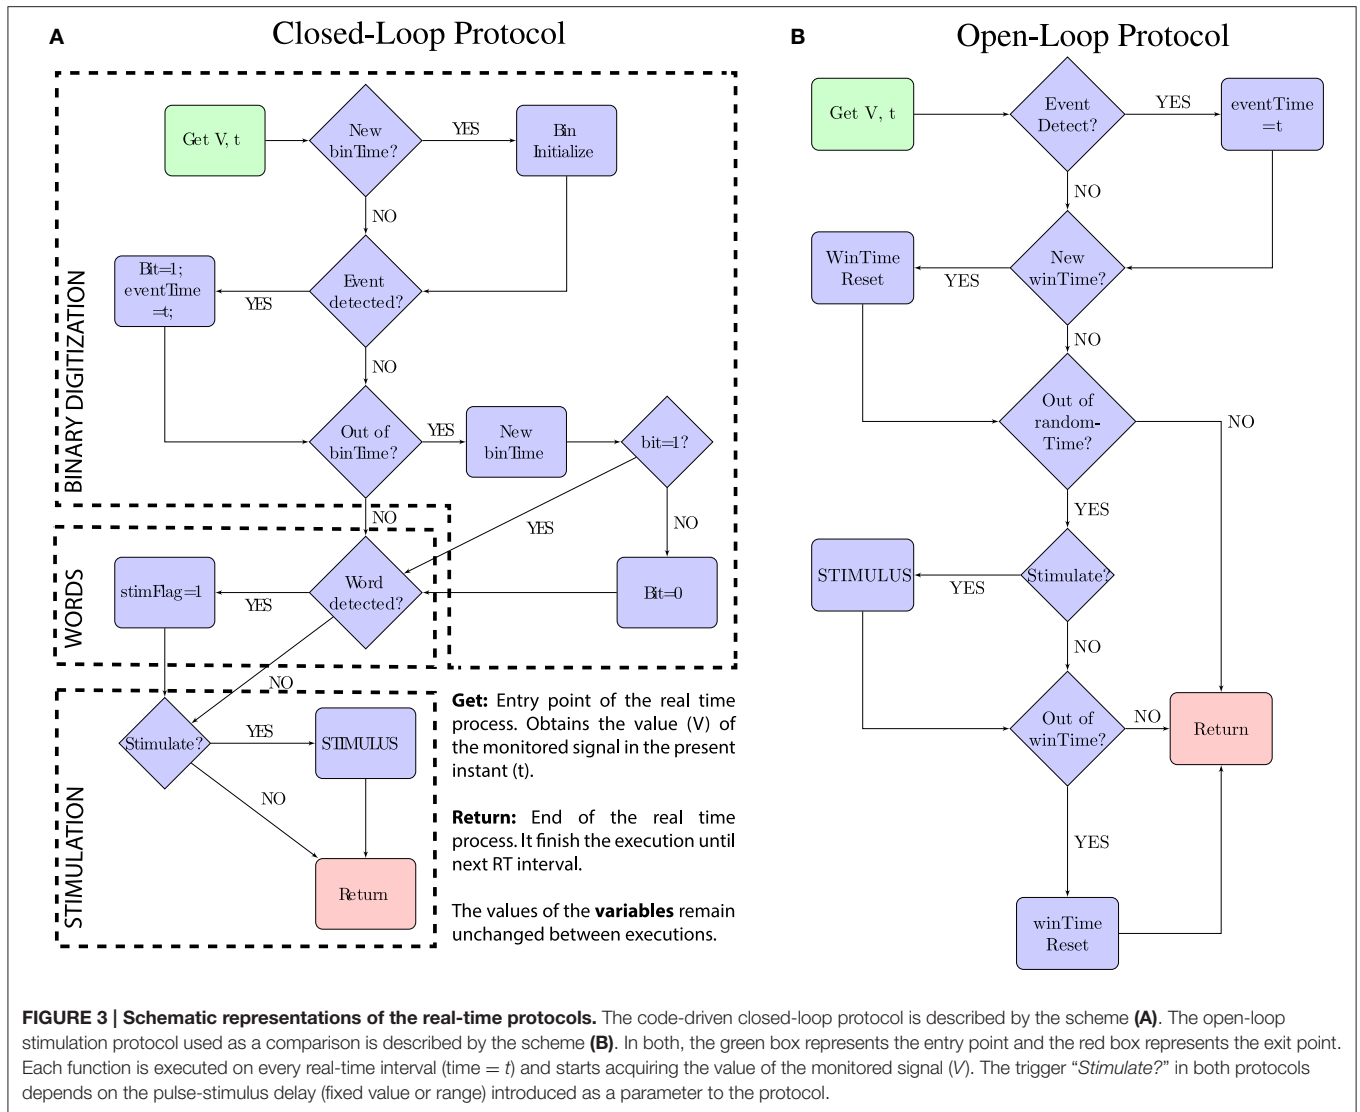 A
Closed-Loop Protocol
BINARY DIGITIZATION
Get V, t
New
binTime?
YES
Bin
Initialize
NO
Bit=1;
eventTime
=t;
YES
Event
detected?
NO
Out of
binTime?
YES
New
binTime
bit=1?
NO
YES
NO
WORDS
stimFlag=1
YES
Word
detected?
Bit=0
NO
STIMULATION
Stimulate?
YES
STIMULUS
NO
Return
Get: Entry point of the real time
process. Obtains the value (V) of
the monitored signal in the present
instant (t).
Return: End of the real time
process. It finish the execution until
next RT interval.
The values of the variables remain
unchanged between executions.
B
Open-Loop Protocol
Get V, t
Event
Detect?
YES
eventTime
=t
NO
WinTime
Reset
YES
New
winTime?
NO
Out of
random-
Time?
NO
YES
STIMULUS
YES
Stimulate?
NO
Out of
winTime?
NO
Return
YES
winTime
Reset
FIGURE 3 | Schematic representations of the real-time protocols. The code-driven closed-loop protocol is described by the scheme (A). The open-loop
stimulation protocol used as a comparison is described by the scheme (B). In both, the green box represents the entry point and the red box represents the exit point.
Each function is executed on every real-time interval (time = t) and starts acquiring the value of the monitored signal (V). The trigger “Stimulate?” in both protocols
depends on the pulse-stimulus delay (fixed value or range) introduced as a parameter to the protocol.